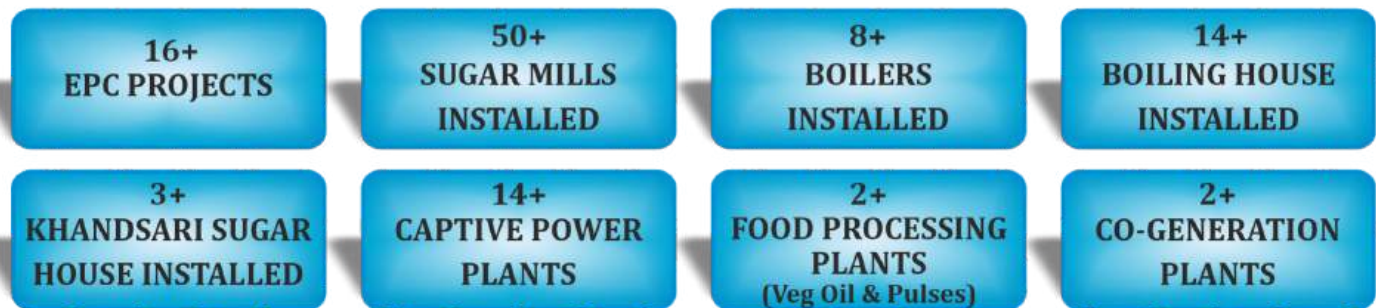 16+
EPC PROJECTS
50+
SUGAR MILLS
INSTALLED
8+
BOILERS
INSTALLED
14+
BOILING HOUSE
INSTALLED
3+
KHANDSARI SUGAR
HOUSE INSTALLED
14+
CAPTIVE POWER
PLANTS
2+
FOOD PROCESSING
PLANTS
(Veg Oil & Pulses)
2+
CO-GENERATION
PLANTS